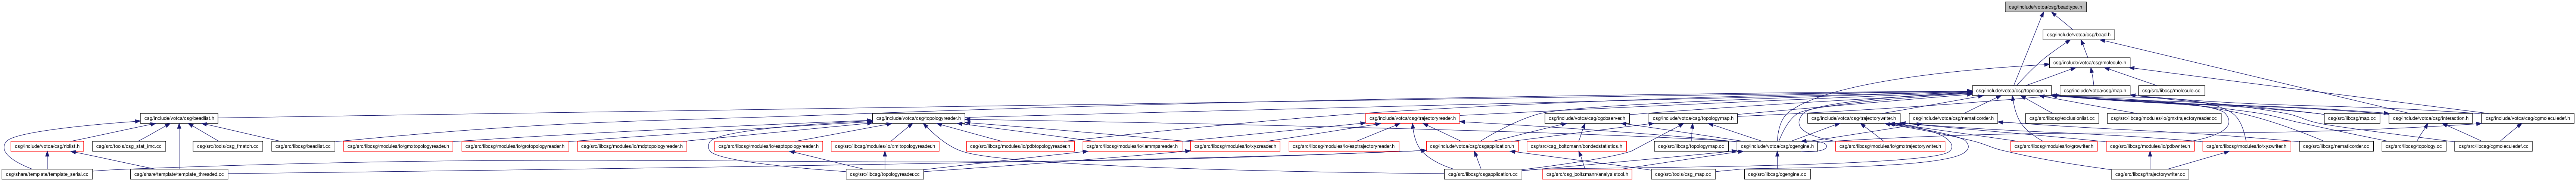 csg/include/votca/csg/beadtype.h
csg/include/votca/csg/bead.h
csg/include/votca/csg/molecule.h
csg/include/votca/csg/topology.h
csg/include/votca/csg/map.h
csg/src/libcsg/molecule.cc
csg/include/votca/csg/beadlist.h
csg/include/votca/csg/topologyreader.h
csg/include/votca/csg/trajectoryreader.h
csg/include/votca/csg/cgobserver.h
csg/include/votca/csg/topologymap.h
csg/include/votca/csg/trajectorywriter.h
csg/include/votca/csg/nematicorder.h
csg/src/libcsg/exclusionlist.cc
csg/src/libcsg/modules/io/gmxtrajectoryreader.cc
csg/src/libcsg/map.cc
csg/include/votca/csg/interaction.h
csg/include/votca/csg/cgmoleculedef.h
csg/include/votca/csg/nblist.h
csg/src/tools/csg_stat_imc.cc
csg/src/tools/csg_fmatch.cc
csg/src/libcsg/beadlist.cc
csg/src/libcsg/modules/io/gmxtopologyreader.h
csg/src/libcsg/modules/io/grotopologyreader.h
csg/src/libcsg/modules/io/mdptopologyreader.h
csg/src/libcsg/modules/io/esptopologyreader.h
csg/src/libcsg/modules/io/xmltopologyreader.h
csg/src/libcsg/modules/io/pdbtopologyreader.h
csg/src/libcsg/modules/io/lammpsreader.h
csg/src/libcsg/modules/io/xyzreader.h
csg/src/libcsg/modules/io/esptrajectoryreader.h
csg/include/votca/csg/csgapplication.h
csg/src/csg_boltzmann/bondedstatistics.h
csg/src/libcsg/topologymap.cc
csg/include/votca/csg/cgengine.h
csg/src/libcsg/modules/io/gmxtrajectorywriter.h
csg/src/libcsg/modules/io/growriter.h
csg/src/libcsg/modules/io/pdbwriter.h
csg/src/libcsg/modules/io/xyzwriter.h
csg/src/libcsg/nematicorder.cc
csg/src/libcsg/topology.cc
csg/src/libcsg/cgmoleculedef.cc
csg/share/template/template_serial.cc
csg/share/template/template_threaded.cc
csg/src/libcsg/topologyreader.cc
csg/src/libcsg/csgapplication.cc
csg/src/csg_boltzmann/analysistool.h
csg/src/tools/csg_map.cc
csg/src/libcsg/cgengine.cc
csg/src/libcsg/trajectorywriter.cc